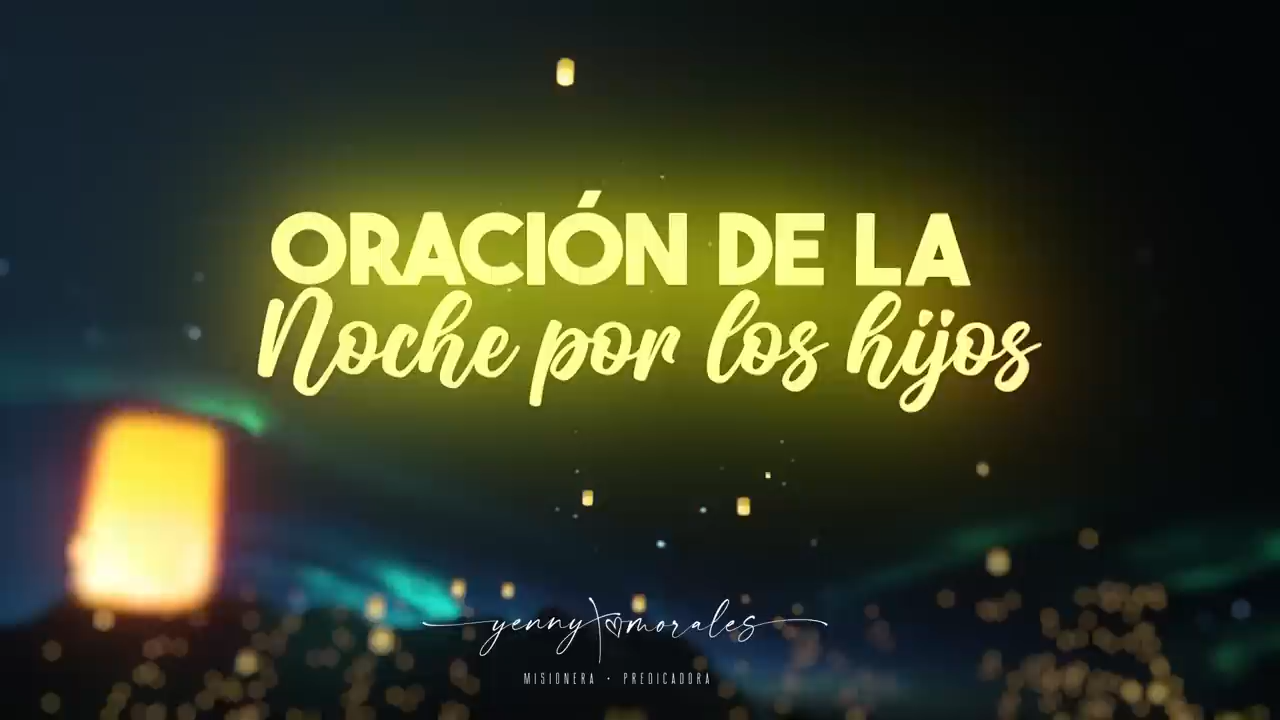 ORACIÓN DE LA
Noche por los hijos
yenny morales
MISIONERA • PREDICADORA